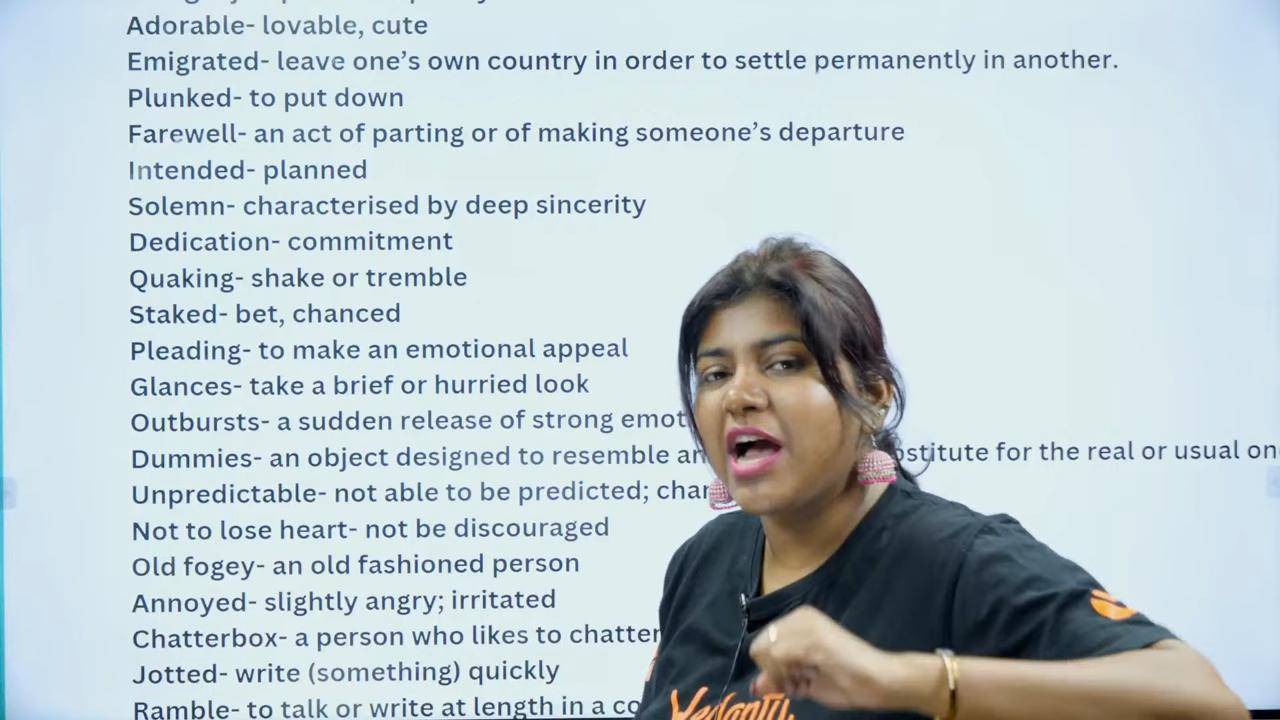 Adorable- lovable, cute
Emigrated- leave one's own country in order to settle permanently in another.
Plunked- to put down
Farewell- an act of parting or of making someone's departure
Intended- planned
Solemn- characterised by deep sincerity
Dedication- commitment
Quaking- shake or tremble
Staked- bet, chanced
Pleading- to make an emotional appeal
Glances- take a brief or hurried look
Outbursts- a sudden release of strong emot
Dummies- an object designed to resemble an stitute for the real or usual on
Unpredictable- not able to be predicted; chan
Not to lose heart- not be discouraged
Old fogey- an old fashioned person
Annoyed- slightly angry; irritated
Chatterbox- a person who likes to chatter
Jotted- write (something) quickly
Ramble- to talk or write at length in a co
Vedantu